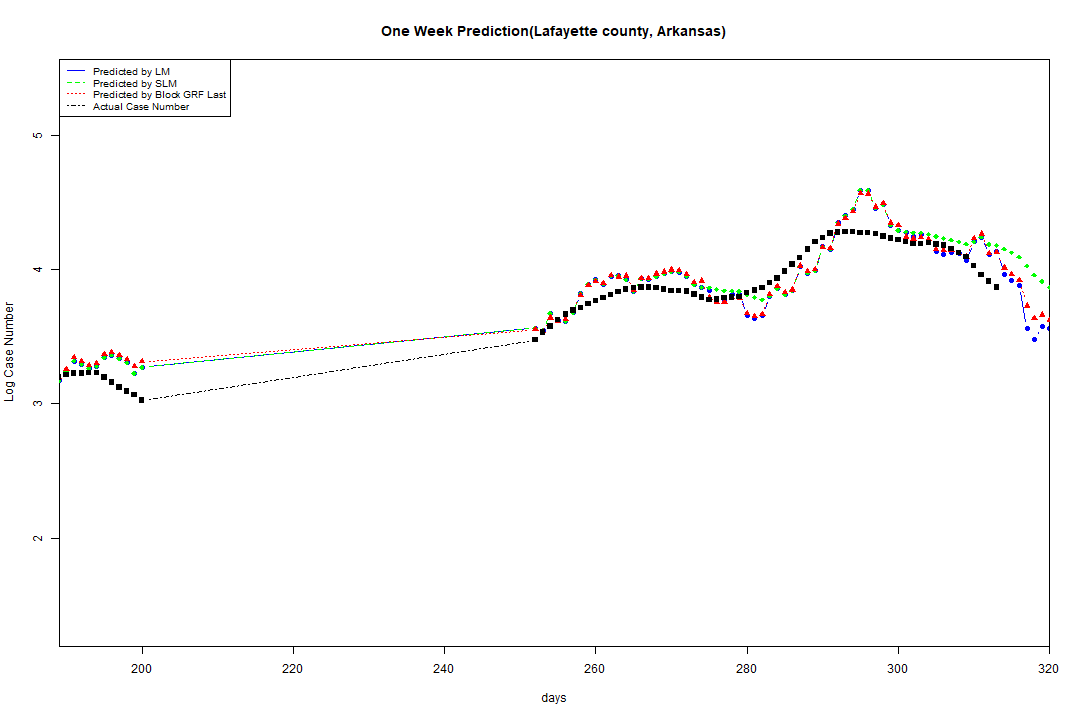 One Week Prediction(Lafayette county, Arkansas)
Predicted by LM
Predicted by SLM
Predicted by Block GRF Last
Actual Case Number
5
4
3
2
Log Case Number
200 220 240 260 280 300 320
days